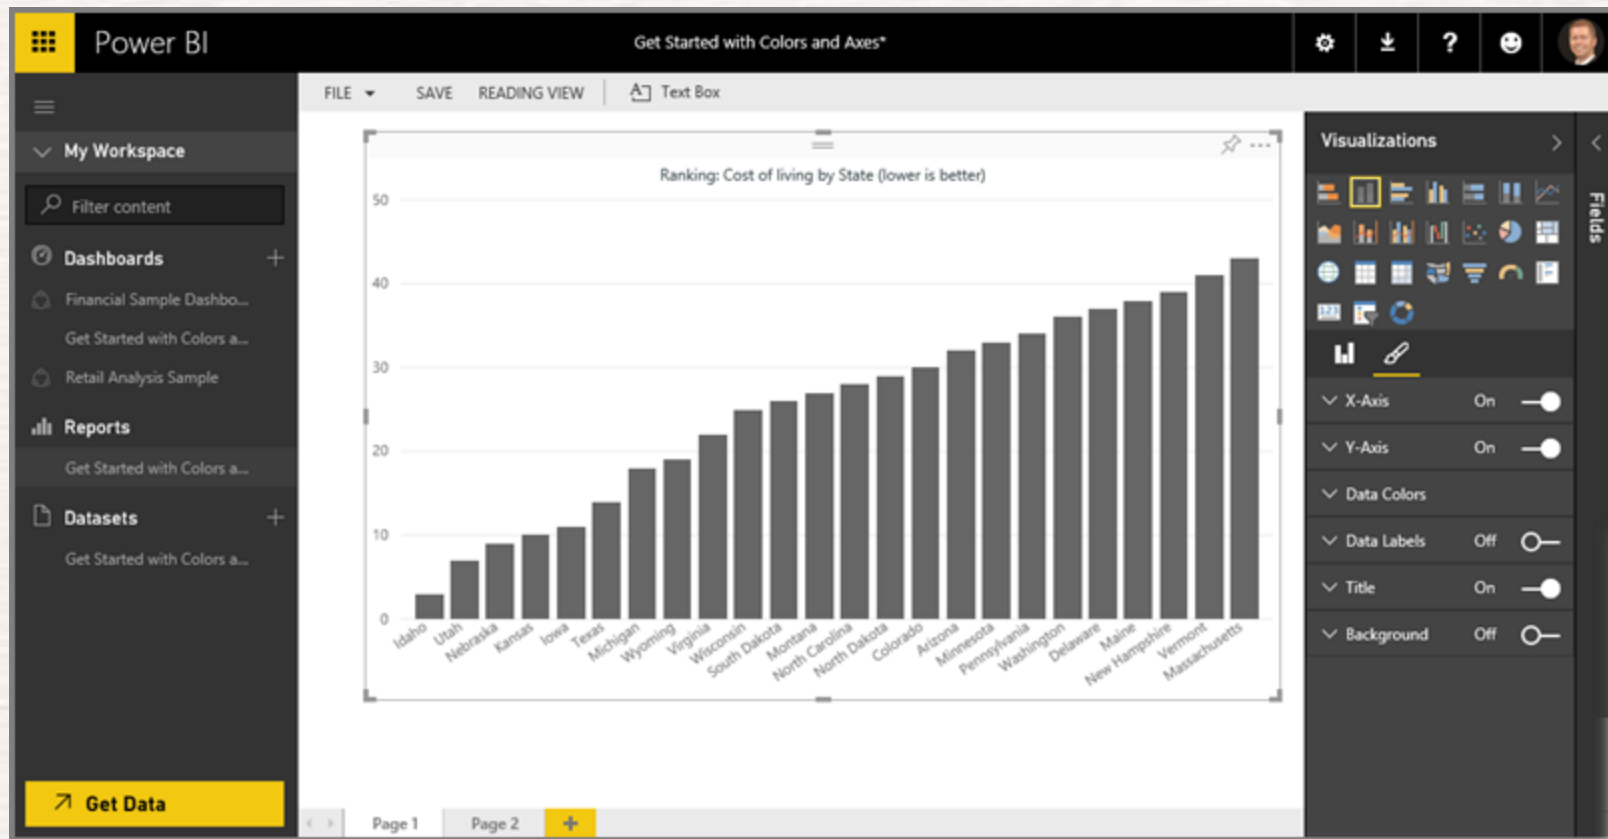 Power BI
Get Started with Colors and Axes*
?
FILE SAVE READING VIEW Text Box
My Workspace
Filter content
Dashboards +
Financial Sample Dashbo...
Get Started with Colors a...
Retail Analysis Sample
Reports
Get Started with Colors a...
Datasets +
Get Started with Colors a...
Get Data
Ranking: Cost of living by State (lower is better)
50
40
30
20
10
0
Idaho
Utah
Nebraska
Kansas
Iowa
Texas
Michigan
Wyoming
Virginia
Wisconsin
South Dakota
Montana
North Carolina
North Dakota
Colorado
Arizona
Minnesota
Pennsylvania
Washington
Delaware
Maine
New Hampshire
Vermont
Massachusetts
Page 1
Page 2
+
Visualizations
123
X-Axis On
Y-Axis On
Data Colors
Data Labels Off
Title On
Background Off
Fields